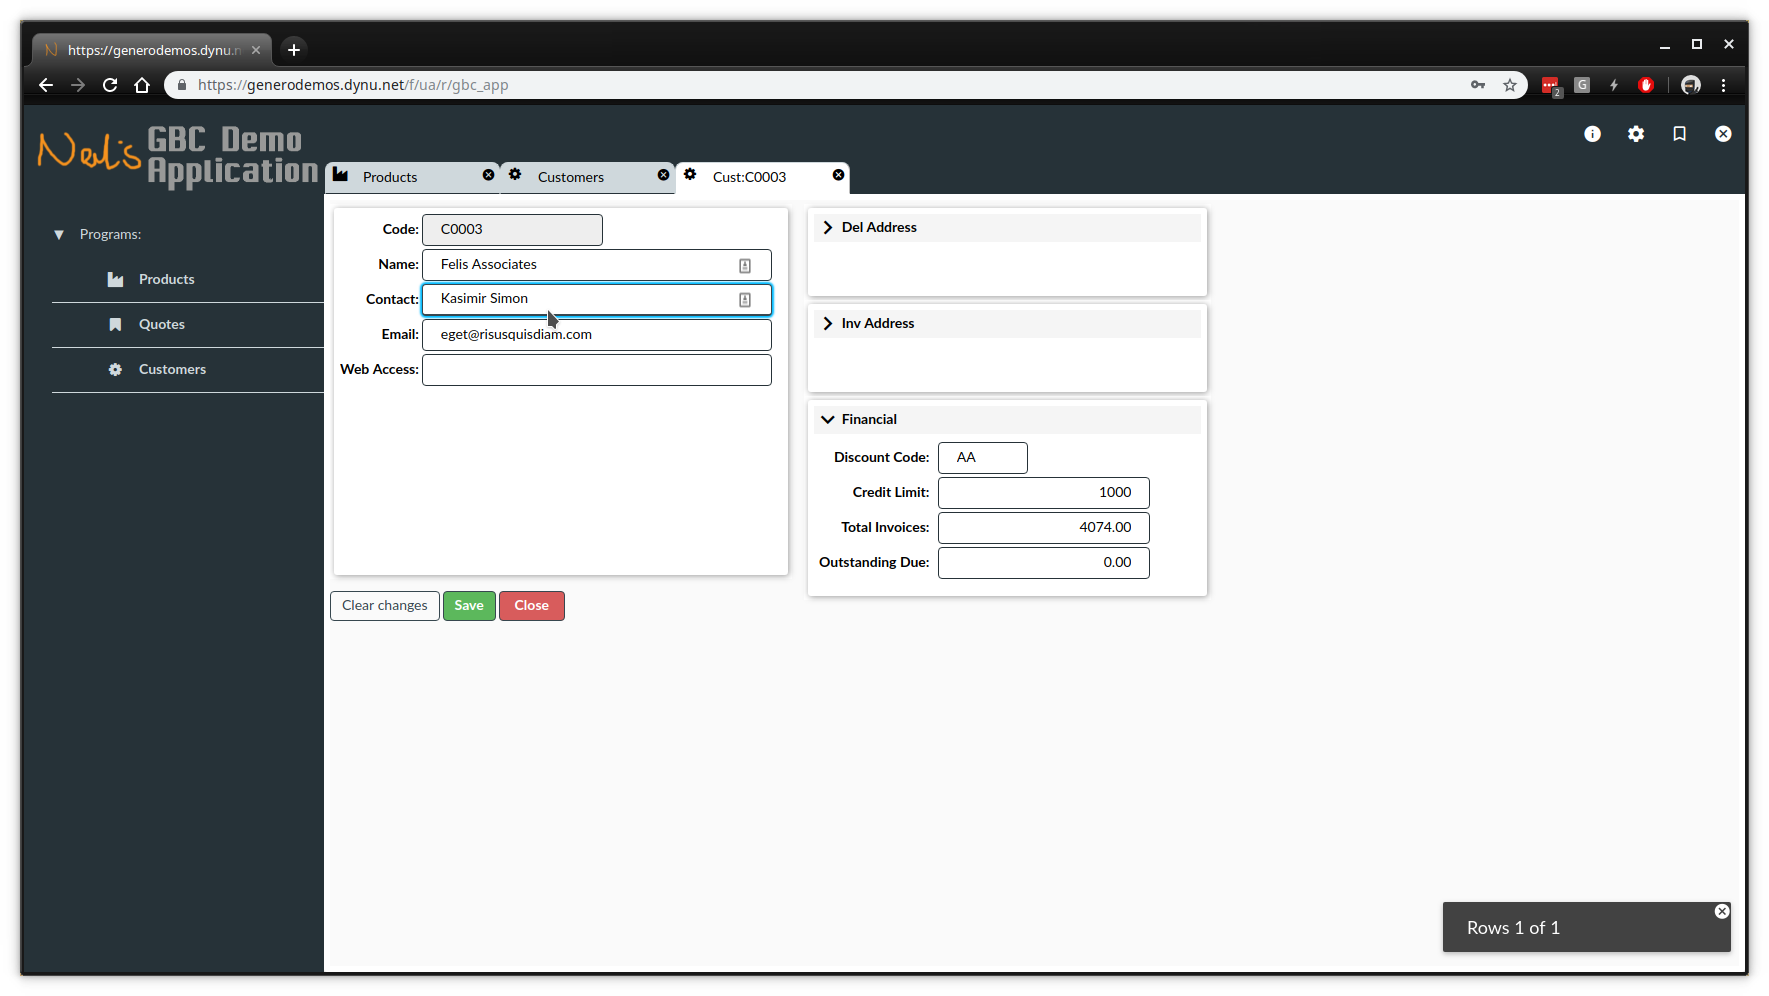 https://generodemos.dynu.n
https://generodemos.dynu.net/f/ua/r/gbc_app
2
G
Neil's GBC Demo
Application
Products
Customers
Cust:C0003
Programs:
Products
Quotes
Customers
Code: C0003
Name: Felis Associates
Contact: Kasimir Simon
Email: eget@risusquisdiam.com
Web Access:
Clear changes
Save
Close
Del Address
Inv Address
Financial
Discount Code: AA
Credit Limit: 1000
Total Invoices: 4074.00
Outstanding Due: 0.00
Rows 1 of 1